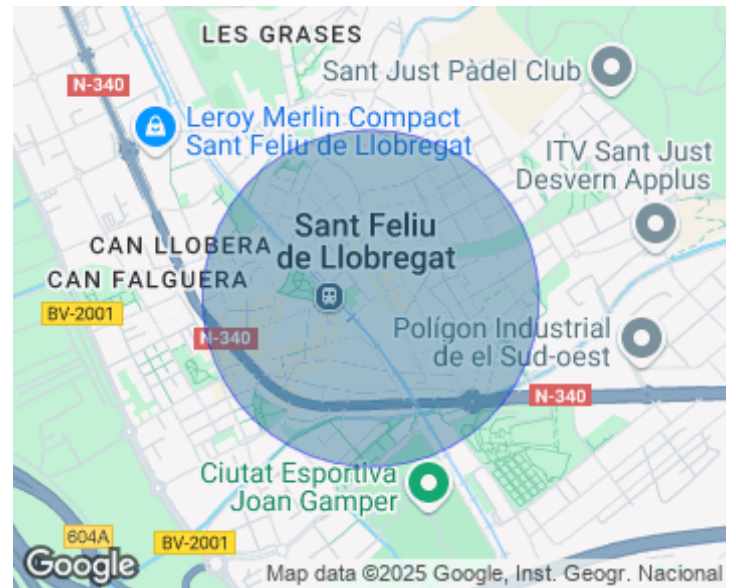 LES GRASES
N-340
Sant Just Pàdel Club
Leroy Merlin Compact
Sant Feliu de Llobregat
ITV Sant Just
Desvern Applus
Sant Feliu
de Llobregat
CAN LLOBERA
CAN FALGUERA
BV-2001
N-340
Polígon Industrial
de el Sud-oest
N-340
Ciutat Esportiva
Joan Gamper
604A
BV-2001
Google
Map data ©2025 Google, Inst. Geogr. Nacional